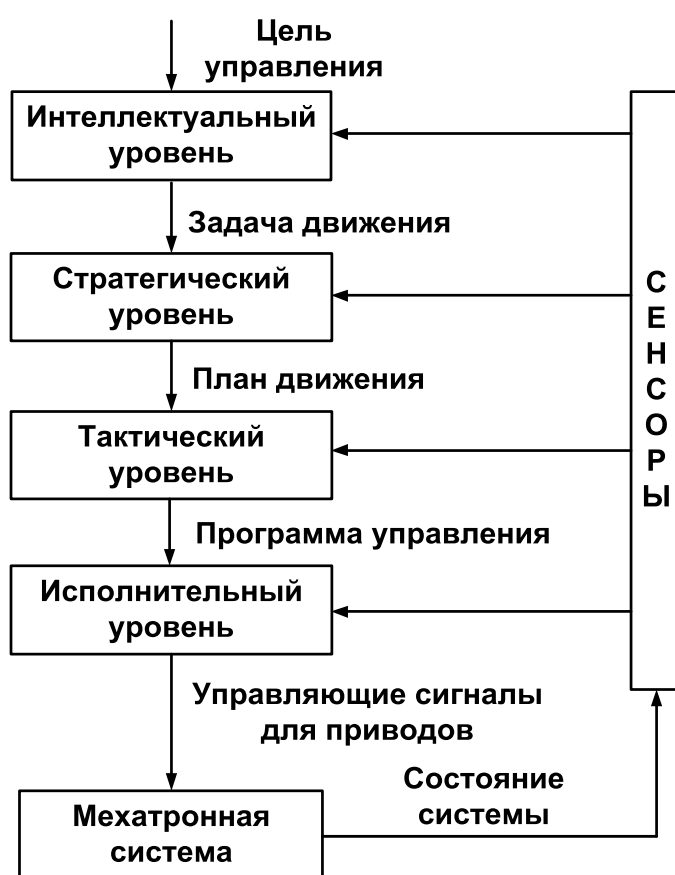 Цель
управления
Интеллектуальный
уровень
Задача движения
Стратегический
уровень
План движения
Тактический
уровень
Программа управления
Исполнительный
уровень
Управляющие сигналы
для приводов
Мехатронная
система
Состояние
системы
С
Е
Н
С
О
Р
Ы